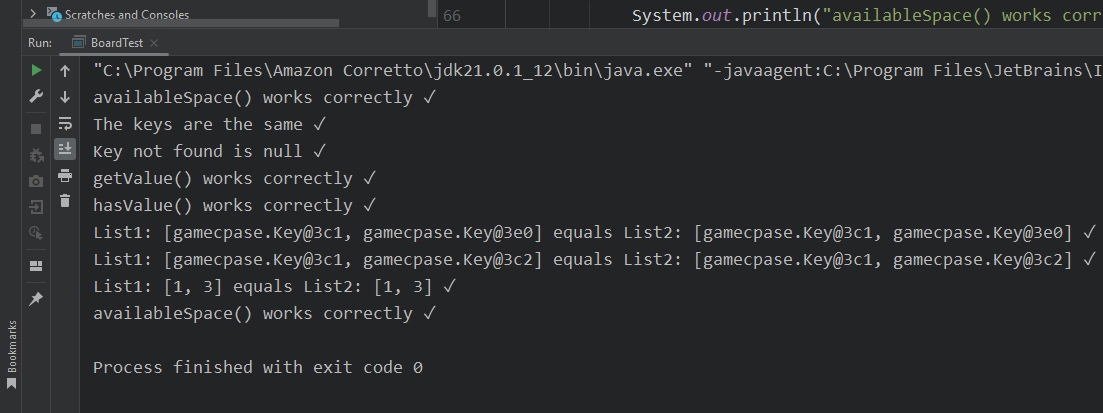 Scratches and Consoles
66 System.out.println("availableSpace() works corr
Run: BoardTest
"C:\Program Files\Amazon Corretto\jdk21.0.1_12\bin\java.exe" "-javaagent:C:\Program Files\JetBrains\I
availableSpace() works correctly ✓
The keys are the same ✓
Key not found is null ✓
getValue() works correctly ✓
hasValue() works correctly ✓
List1: [gamecpase.Key@3c1, gamecpase.Key@3e0] equals List2: [gamecpase.Key@3c1, gamecpase.Key@3e0] ✓
List1: [gamecpase.Key@3c1, gamecpase.Key@3c2] equals List2: [gamecpase.Key@3c1, gamecpase.Key@3c2] ✓
List1: [1, 3] equals List2: [1, 3] ✓
availableSpace() works correctly ✓
Process finished with exit code 0
Bookmarks